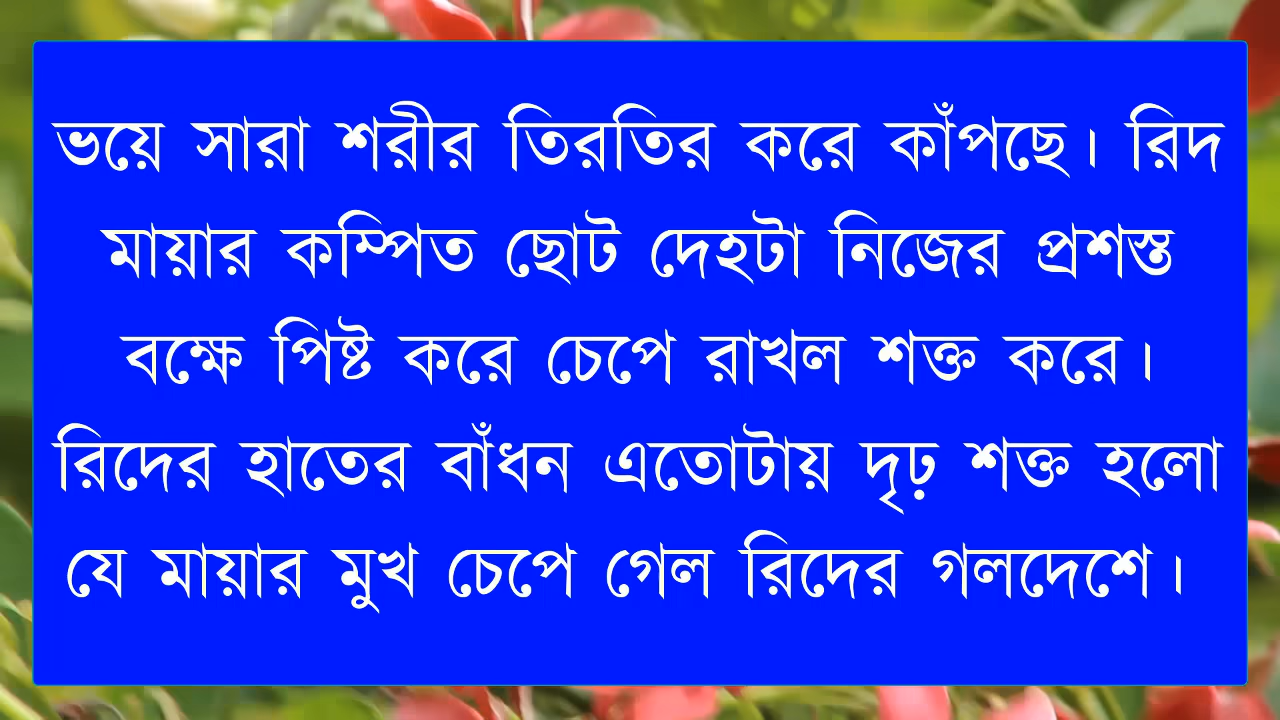 ভয়ে সারা শরীর তিরতির করে কাঁপছে। রিদ
মায়ার কম্পিত ছোট দেহটা নিজের প্রশস্ত
বক্ষে পিষ্ট করে চেপে রাখল শক্ত করে।
রিদের হাতের বাঁধন এতোটায় দৃঢ় শক্ত হলো
যে মায়ার মুখ চেপে গেল রিদের গলদেশে।